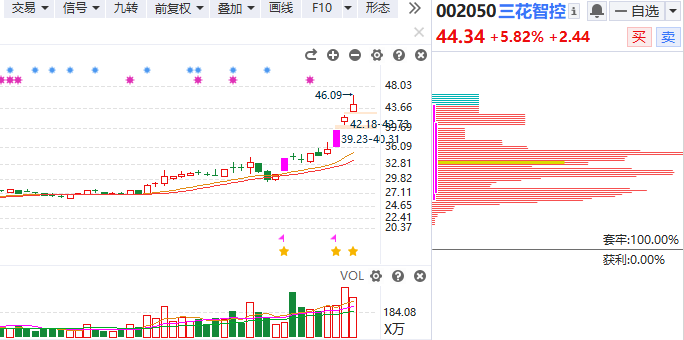 交易 信号 九转 前复权 叠加 画线 F10 形态
002050 三花智控 一 自选
44.34 +5.82% +2.44 买 卖
46.09
48.03
43.66
42.18-42.73
39.69
39.23-40.31
36.09
32.81
29.82
27.11
24.65
22.41
20.37
套牢:100.00%
获利:0.00%
VOL
184.08
X万